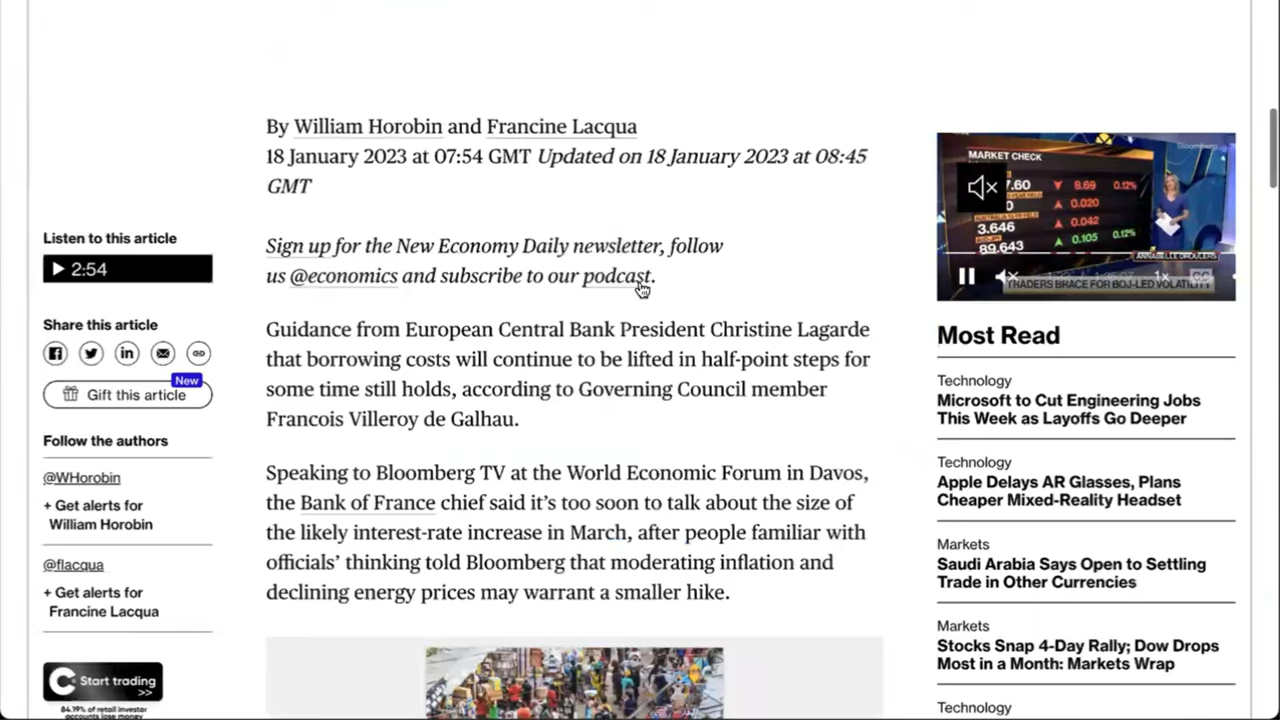 By William Horobin and Francine Lacqua
18 January 2023 at 07:54 GMT Updated on 18 January 2023 at 08:45
GMT
Sign up for the New Economy Daily newsletter, follow
us @economics and subscribe to our podcast.
Guidance from European Central Bank President Christine Lagarde
that borrowing costs will continue to be lifted in half-point steps for
some time still holds, according to Governing Council member
Francois Villeroy de Galhau.
Speaking to Bloomberg TV at the World Economic Forum in Davos,
the Bank of France chief said it’s too soon to talk about the size of
the likely interest-rate increase in March, after people familiar with
officials’ thinking told Bloomberg that moderating inflation and
declining energy prices may warrant a smaller hike.
Listen to this article
2:54
Share this article
New
Gift this article
Follow the authors
@WHorobin
+ Get alerts for
William Horobin
@flacqua
+ Get alerts for
Francine Lacqua
Start trading
>>
84.19% of retail investor
accounts lose money
Bloomberg
MARKET CHECK
7.60 8.69 0.12%
0 0.020
3.646 0.042
89.643 0.105 0.12%
1x CC
TRADERS BRACE FOR BOJ-LED VOLATILITY
Most Read
Technology
Microsoft to Cut Engineering Jobs
This Week as Layoffs Go Deeper
Technology
Apple Delays AR Glasses, Plans
Cheaper Mixed-Reality Headset
Markets
Saudi Arabia Says Open to Settling
Trade in Other Currencies
Markets
Stocks Snap 4-Day Rally; Dow Drops
Most in a Month: Markets Wrap
Technology